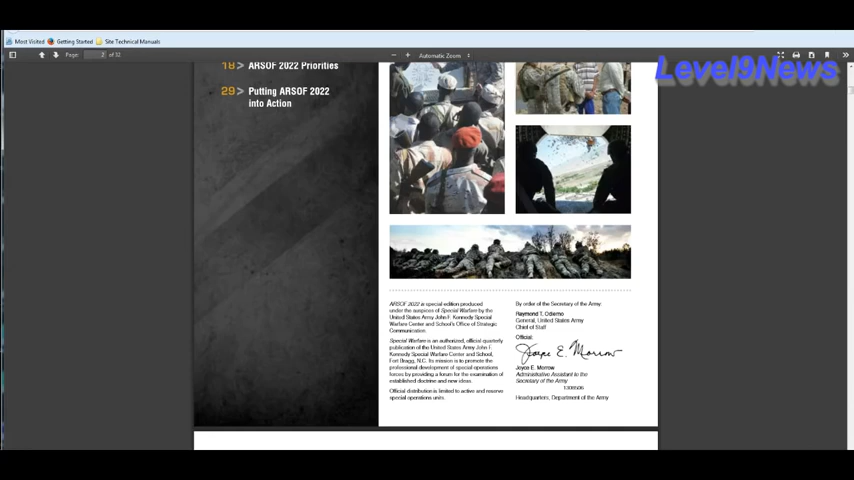 Most Visited Getting Started Site Technical Manuals
Page: 2 of 32
Automatic Zoom
Level9News
18> ARSOF 2022 Priorities
29> Putting ARSOF 2022
into Action
ARSOF 2022 is special edition produced
under the auspices of Special Warfare by the
United States Army John F. Kennedy Special
Warfare Center and School's Office of Strategic
Communication.
Special Warfare is an authorized, official quarterly
publication of the United States Army John F.
Kennedy Special Warfare Center and School,
Fort Bragg, N.C. Its mission is to promote the
professional development of special operations
forces by providing a forum for the examination of
established doctrine and new ideas.
Official distribution is limited to active and reserve
special operations units.
By order of the Secretary of the Army:
Raymond T. Odierno
General, United States Army
Chief of Staff
Official:
Joyce E. Morrow
Joyce E. Morrow
Administrative Assistant to the
Secretary of the Army
Headquarters, Department of the Army